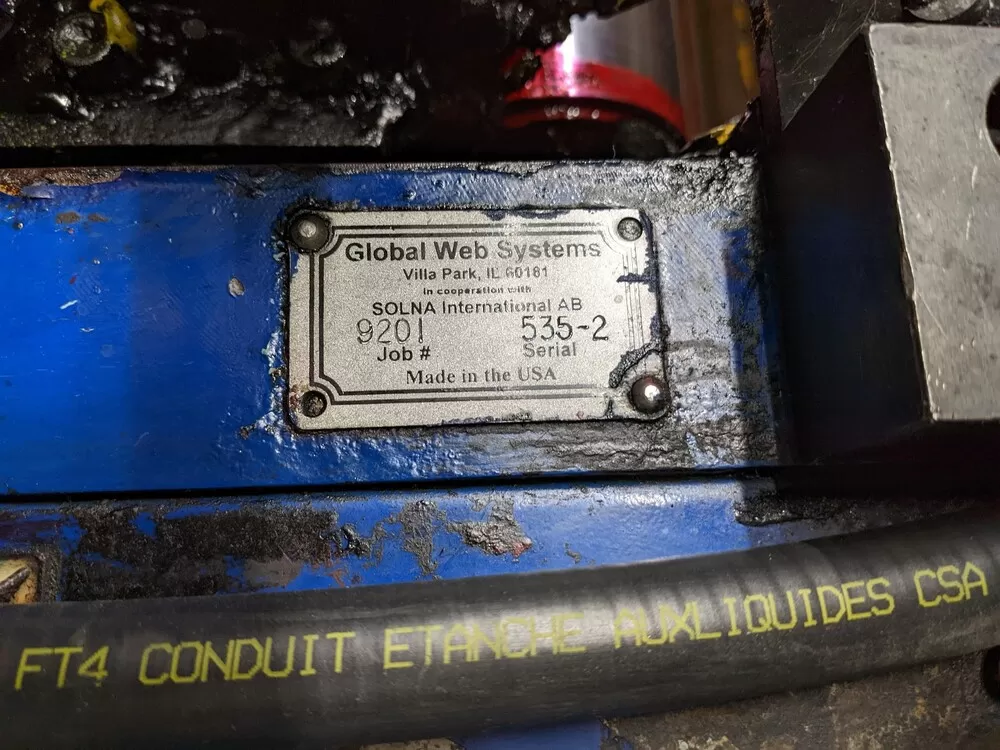 Global Web Systems
Villa Park, IL 60181
in cooperation with
SOLNA International AB
9201 535-2
Job # Serial
Made in the USA
FT4 CONDUIT ETANCHE AUXLIQUIDES CSA